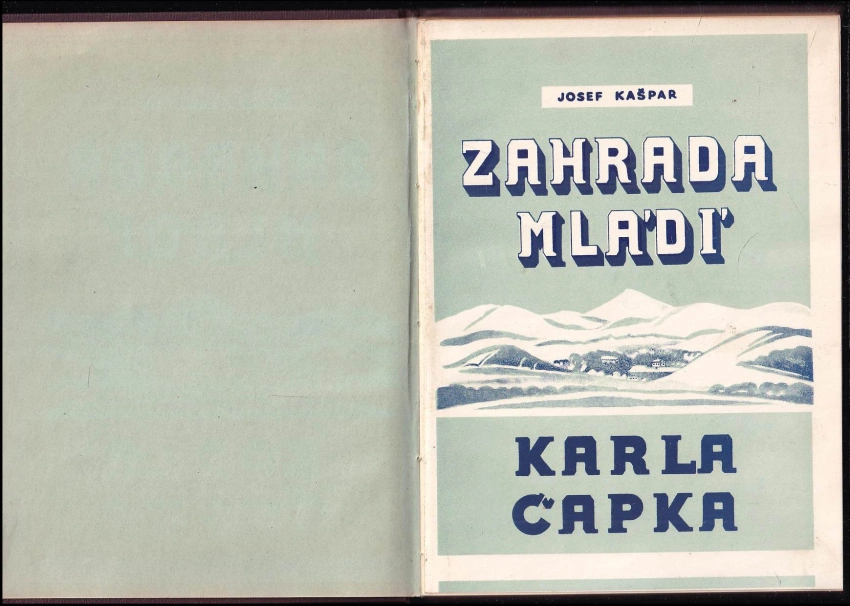 JOSEF KAŠPAR
ZAHRADA
MLÁDÍ
KARLA
ČAPKA